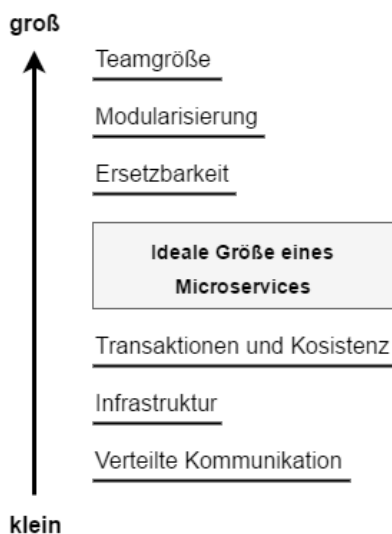 groß
Teamgröße
Modularisierung
Ersetzbarkeit
Ideale Größe eines
Microservices
Transaktionen und Kosistenz
Infrastruktur
Verteilte Kommunikation
klein